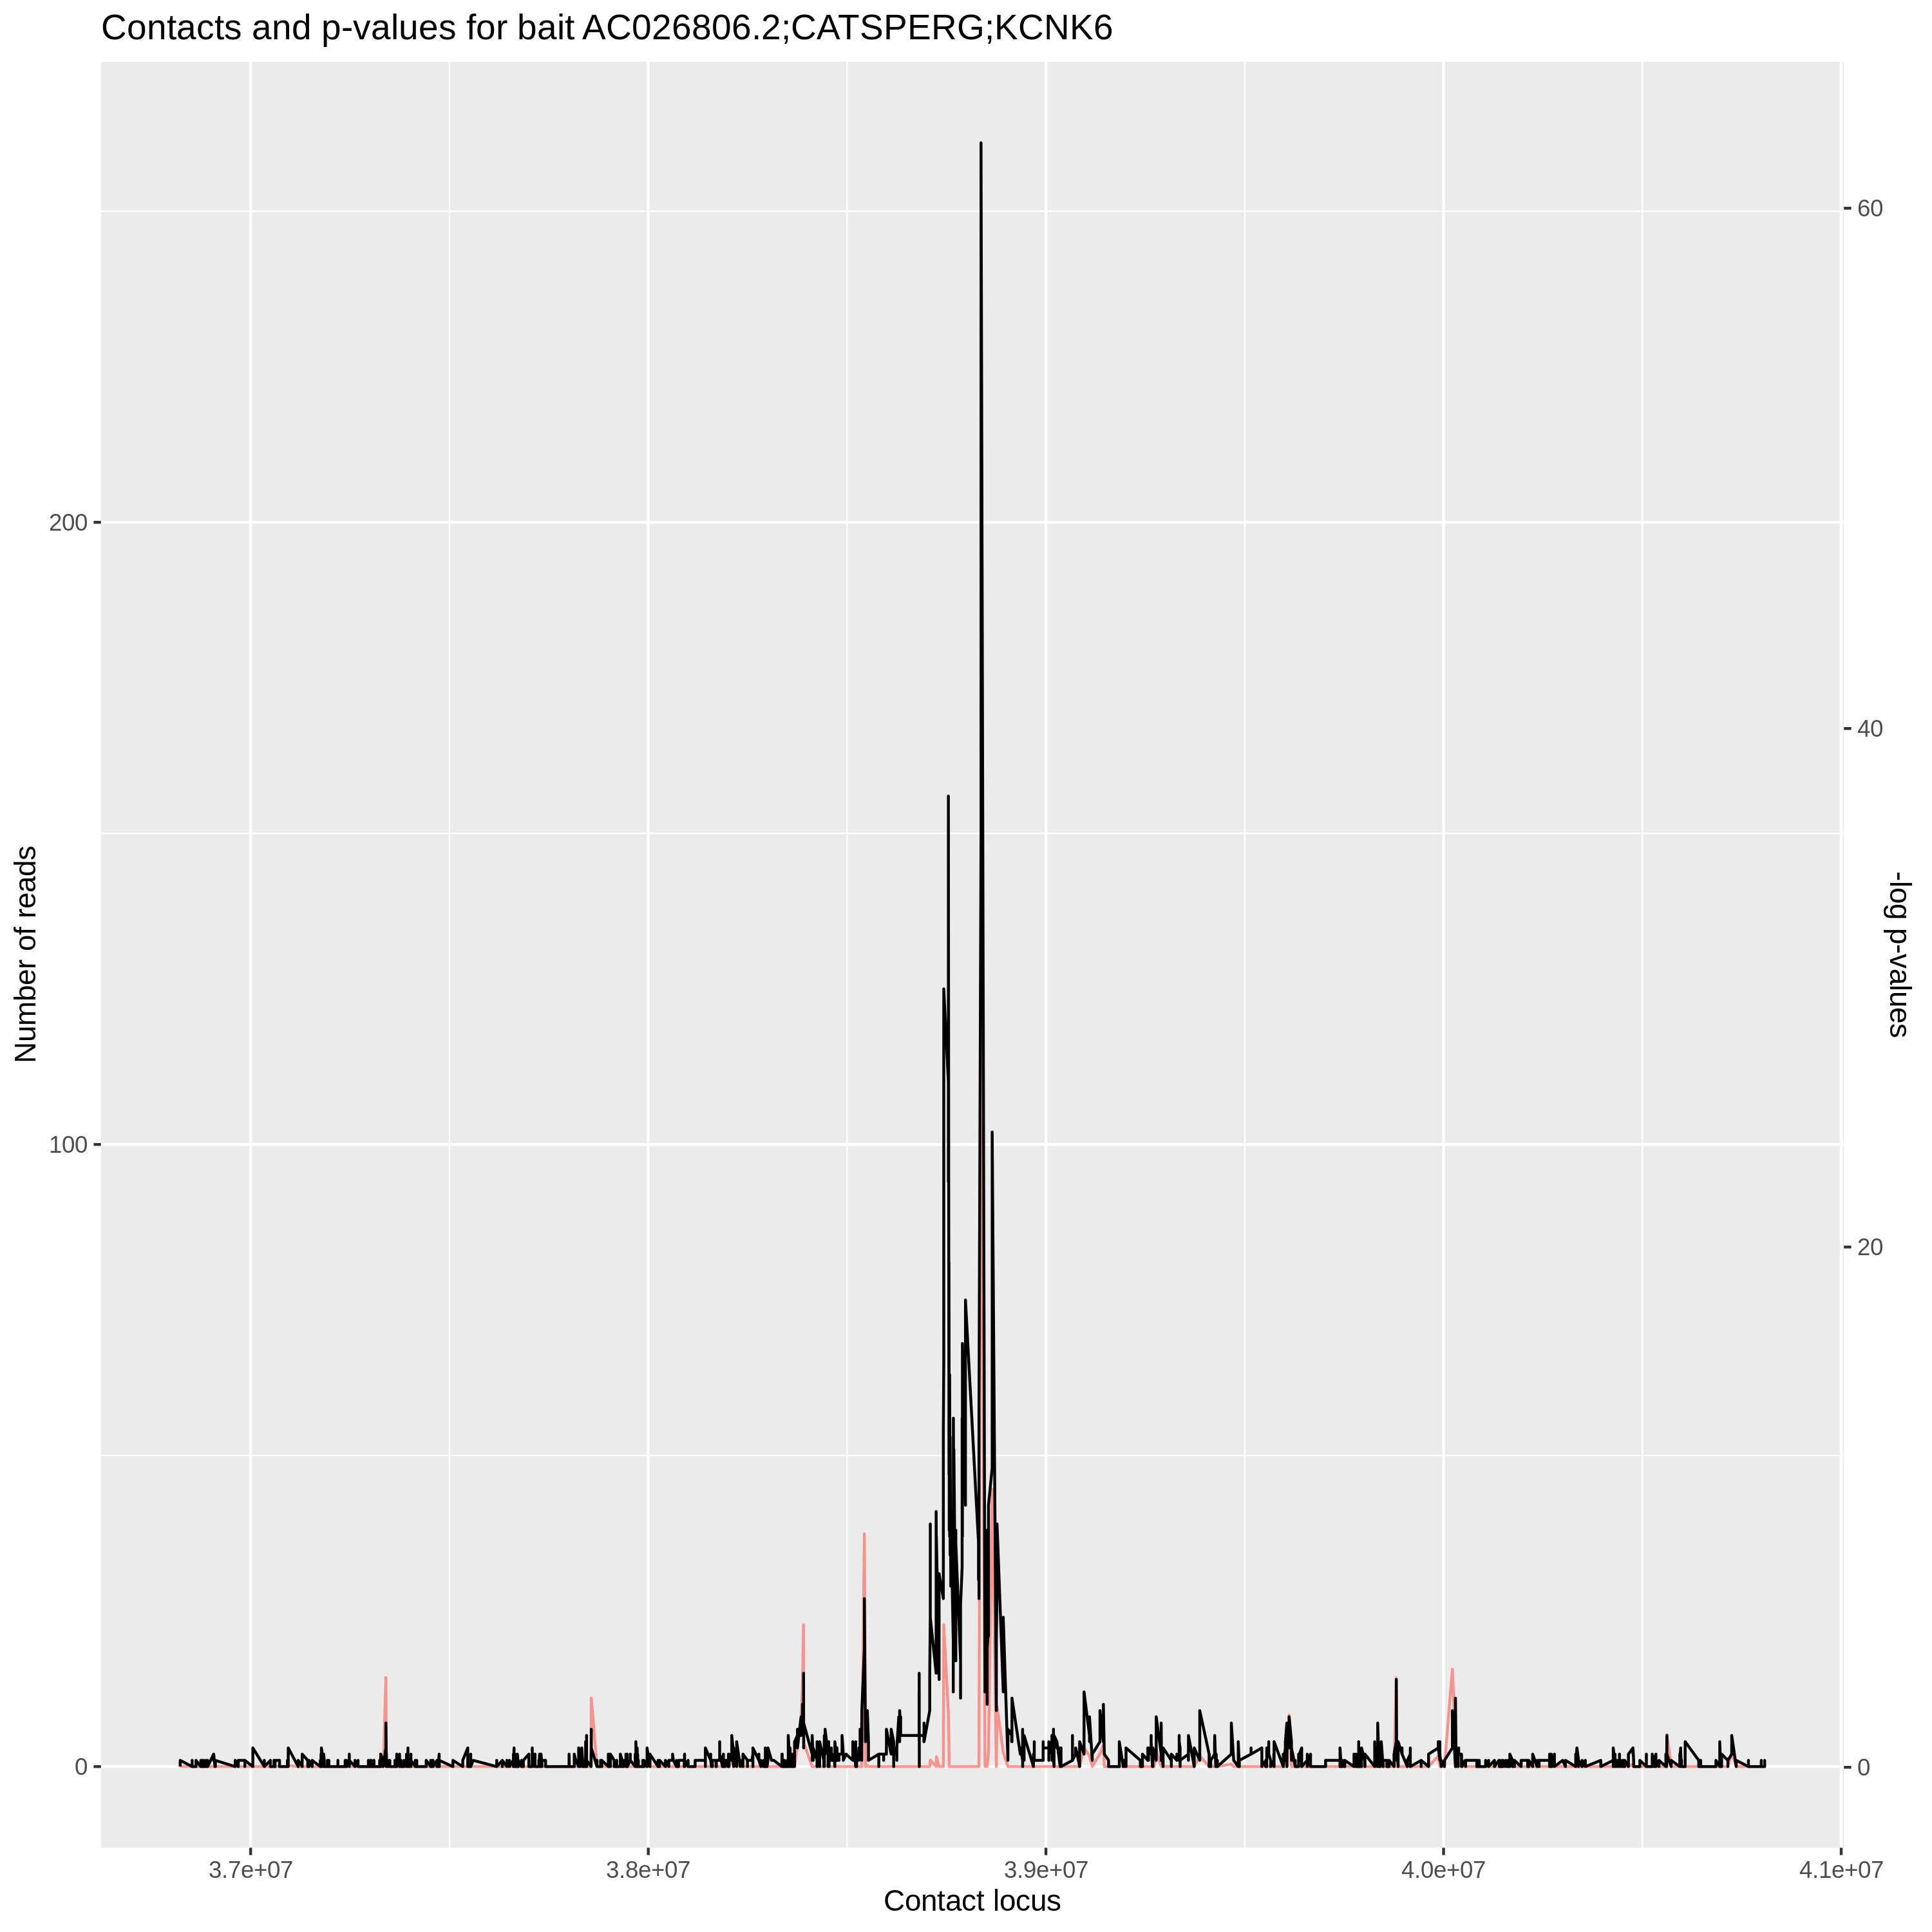 Contacts and p-values for bait AC026806.2;CATSPERG;KCNK6
Number of reads
200
100
0
60
40
20
0
-log p-values
3.7e+07
3.8e+07
3.9e+07
4.0e+07
4.1e+07
Contact locus